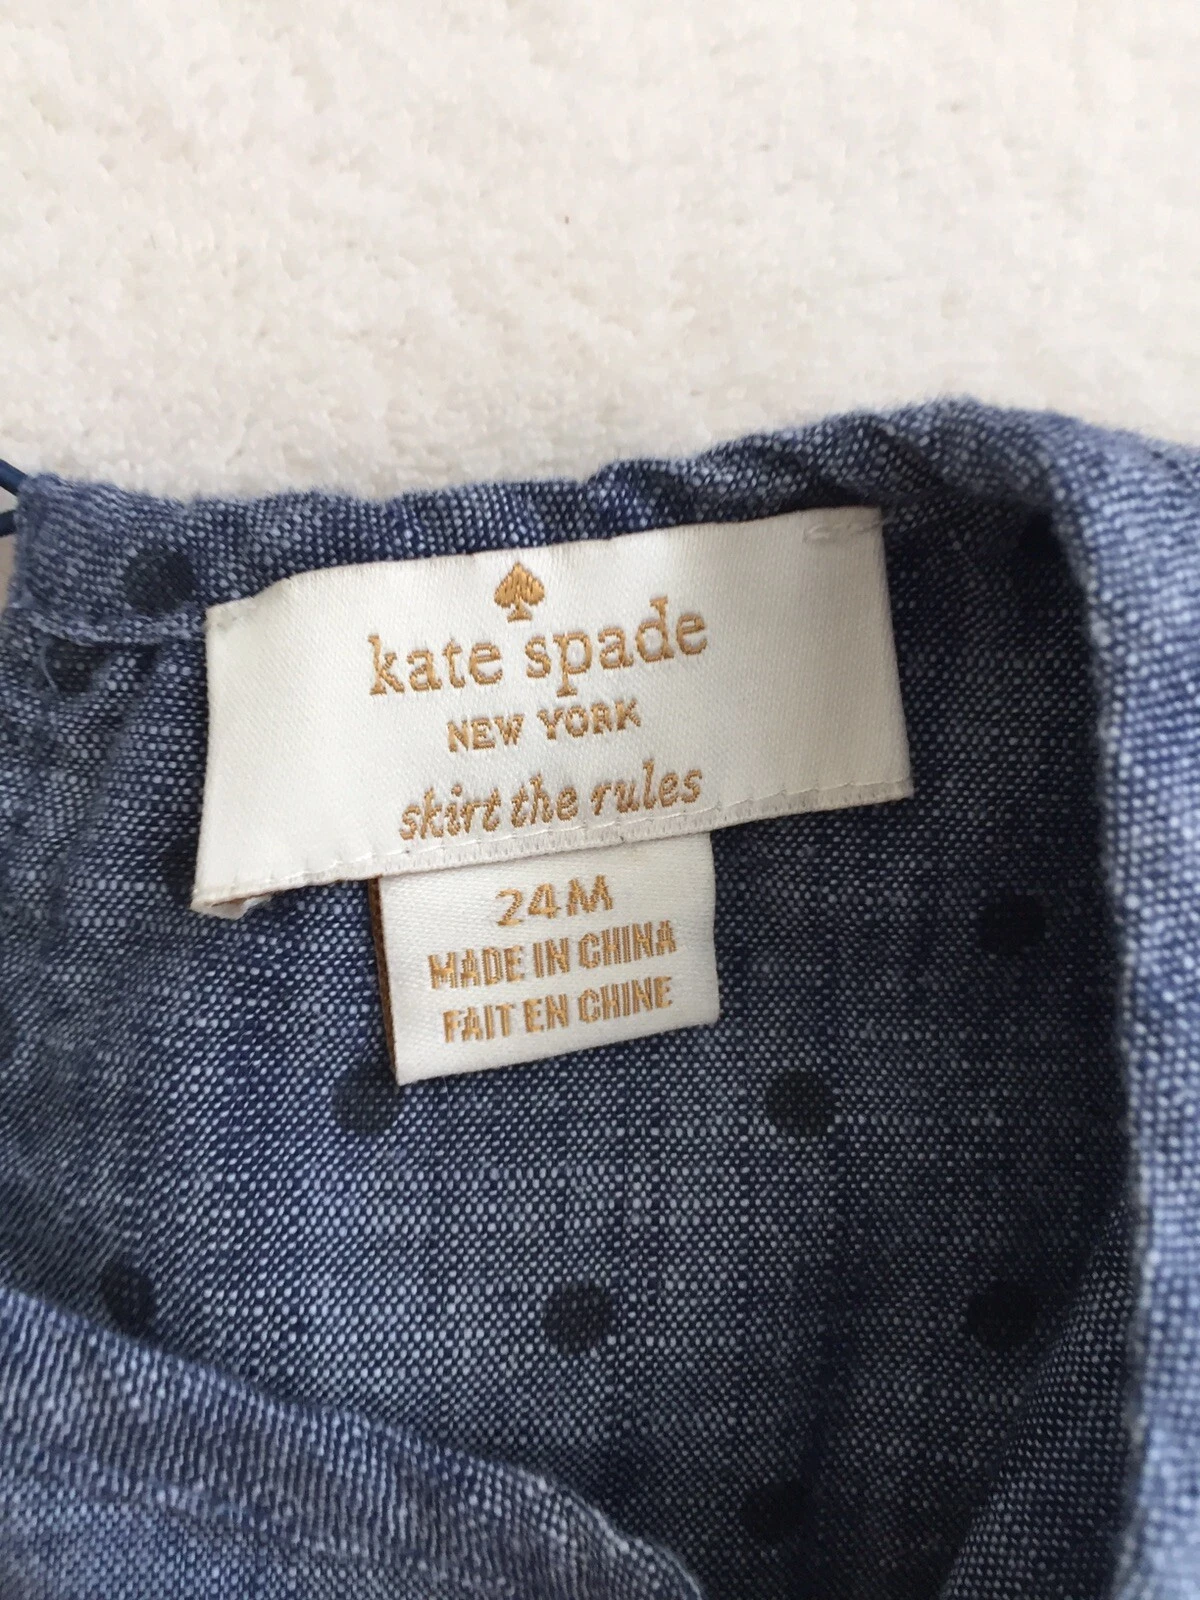 kate spade
NEW YORK
skirt the rules
24M
MADE IN CHINA
FAIT EN CHINE